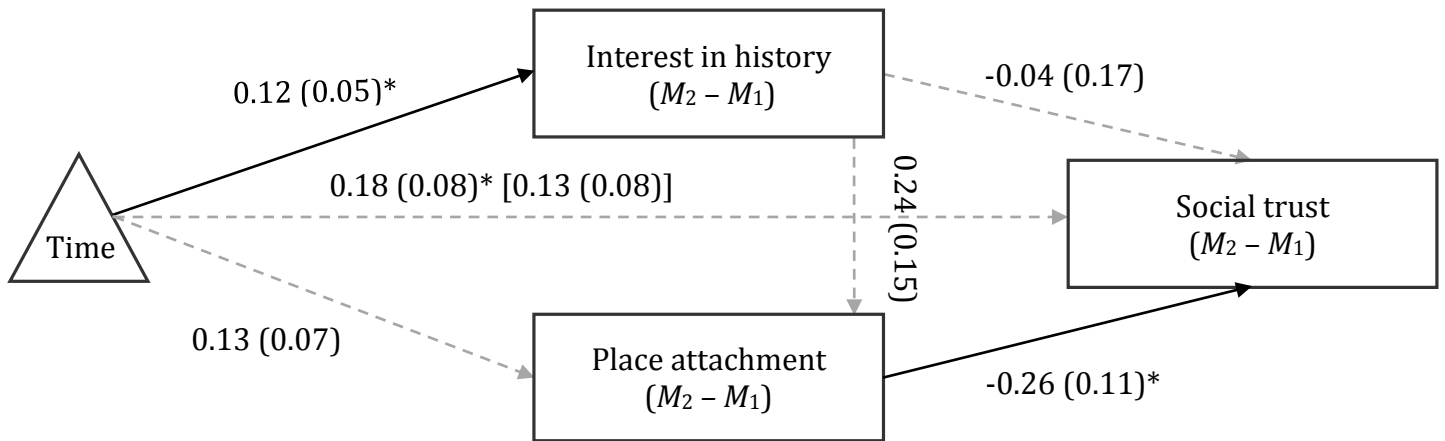 Interest in history
(M2 – M1)
0.12 (0.05)*
-0.04 (0.17)
0.24 (0.15)
0.18 (0.08)* [0.13 (0.08)]
Time
Social trust
(M2 – M1)
0.13 (0.07)
Place attachment
(M2 – M1)
-0.26 (0.11)*